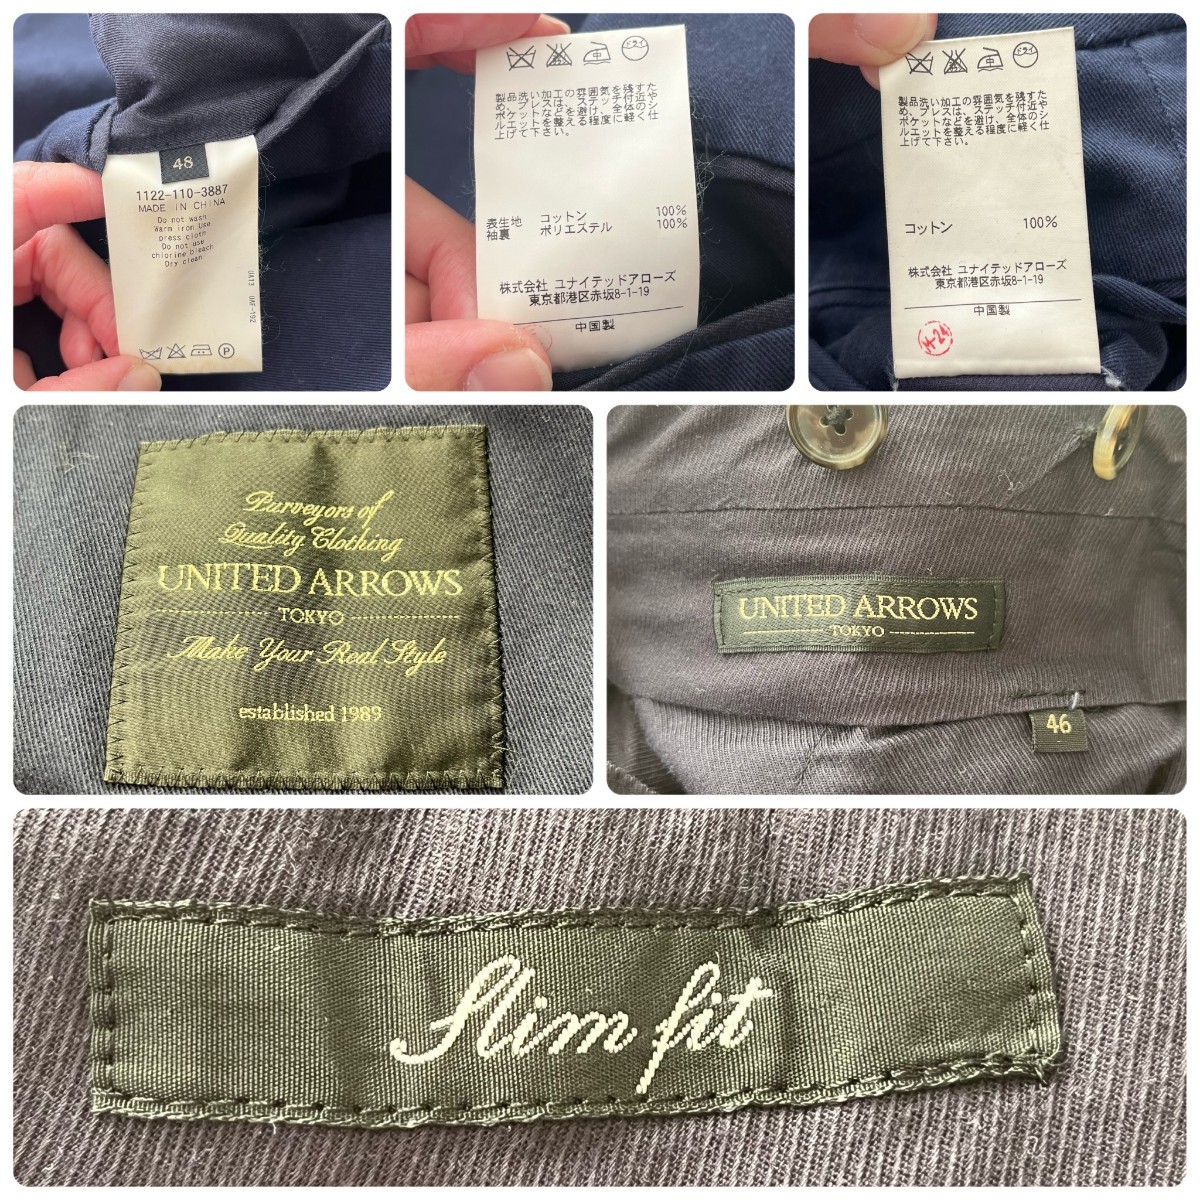 48
1122-110-3887
MADE IN CHINA
Do not wash
Warm iron Use
press cloth
Do not use
chlorine bleach
Dry clean
UA13 UAF-192
P
ドライ
製品洗い加工の雰囲気を残すた
め、プレスは、ステッチ付近や
ポケットなどを避け、全体のシ
ルエットを整える程度に軽く仕
上げて下さい。
表生地 コットン 100%
袖裏 ポリエステル 100%
株式会社 ユナイテッドアローズ
東京都港区赤坂8-1-19
中国製
ドライ
製品洗い加工の雰囲気を残すた
め、プレスは、ステッチ付近や
ポケットなどを避け、全体のシ
ルエットを整える程度に軽く仕
上げて下さい。
コットン 100%
株式会社 ユナイテッドアローズ
東京都港区赤坂8-1-19
中国製
Purveyors of
Quality Clothing
UNITED ARROWS
TOKYO
Make Your Real Style
established 1989
UNITED ARROWS
TOKYO
46
Slim fit